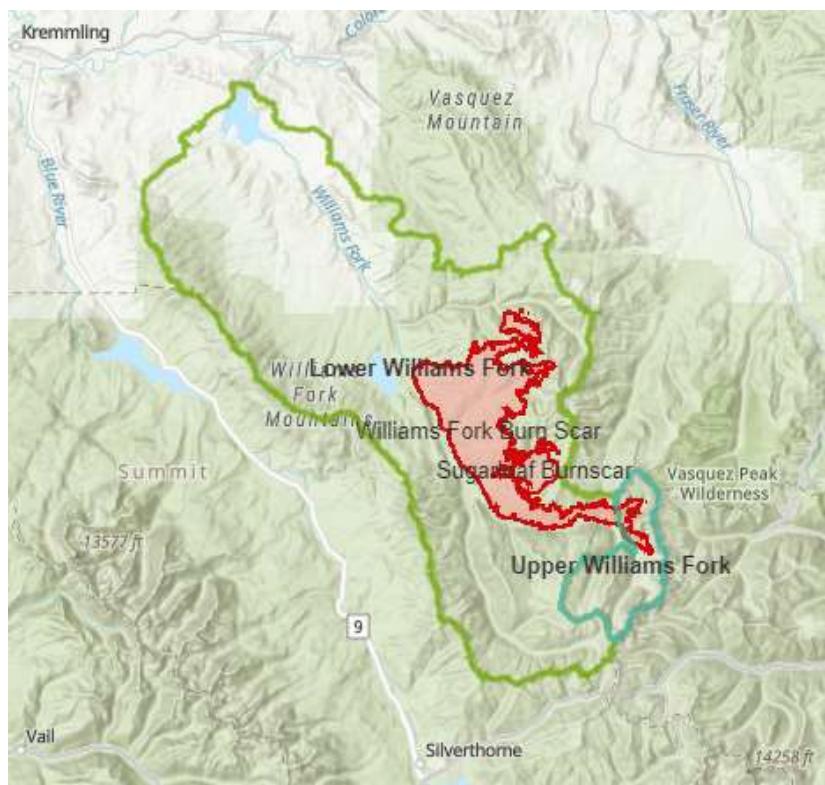 Kremmling
Colora
Vasquez
Mountain
Fraser River
Blue River
Williams Fork
Lower Williams Fork
Williams
Fork
Mountains
Williams Fork Burn Scar
Sugarloaf Burnscar
Summit
Vasquez Peak
Wilderness
13577 ft
Upper Williams Fork
9
Vail
Silverthorne
14258 ft